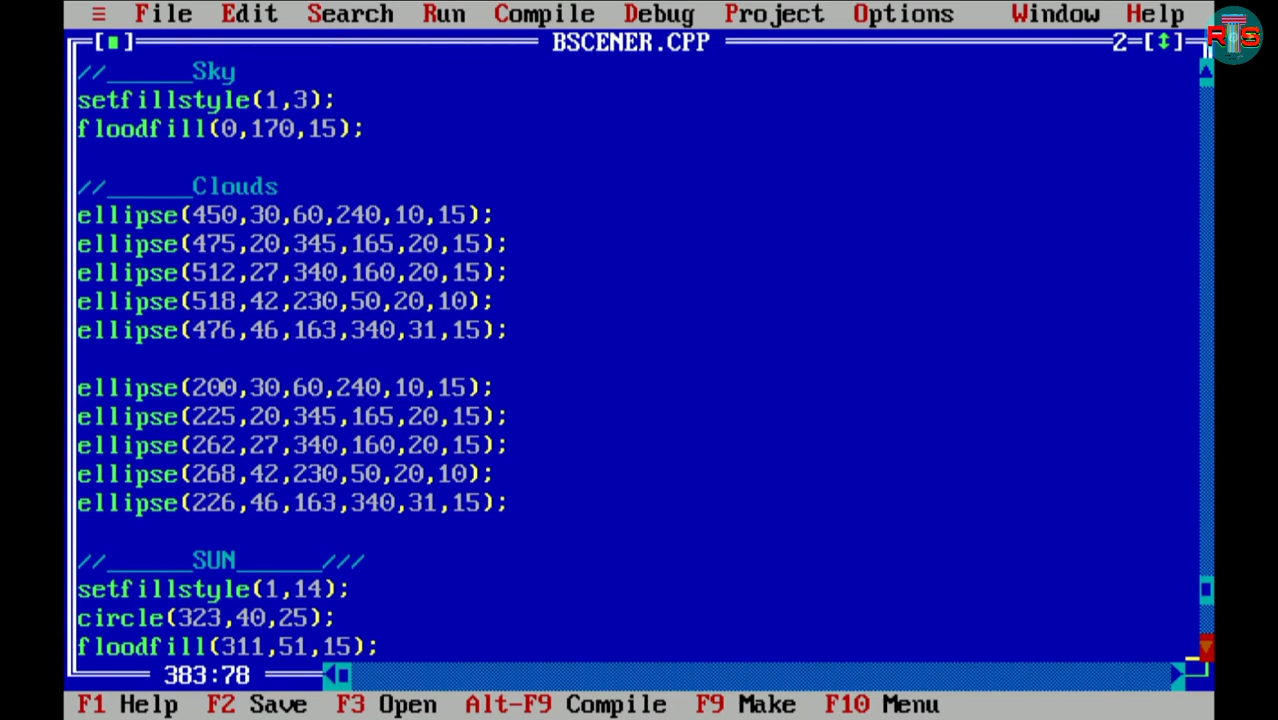 ≡ File Edit Search Run Compile Debug Project Options Window Help
[■] BSCENER.CPP 2=[↕]
RTS
//______Sky
setfillstyle(1,3);
floodfill(0,170,15);
//______Clouds
ellipse(450,30,60,240,10,15);
ellipse(475,20,345,165,20,15);
ellipse(512,27,340,160,20,15);
ellipse(518,42,230,50,20,10);
ellipse(476,46,163,340,31,15);
ellipse(200,30,60,240,10,15);
ellipse(225,20,345,165,20,15);
ellipse(262,27,340,160,20,15);
ellipse(268,42,230,50,20,10);
ellipse(226,46,163,340,31,15);
//______SUN______///
setfillstyle(1,14);
circle(323,40,25);
floodfill(311,51,15);
383:78
F1 Help F2 Save F3 Open Alt-F9 Compile F9 Make F10 Menu